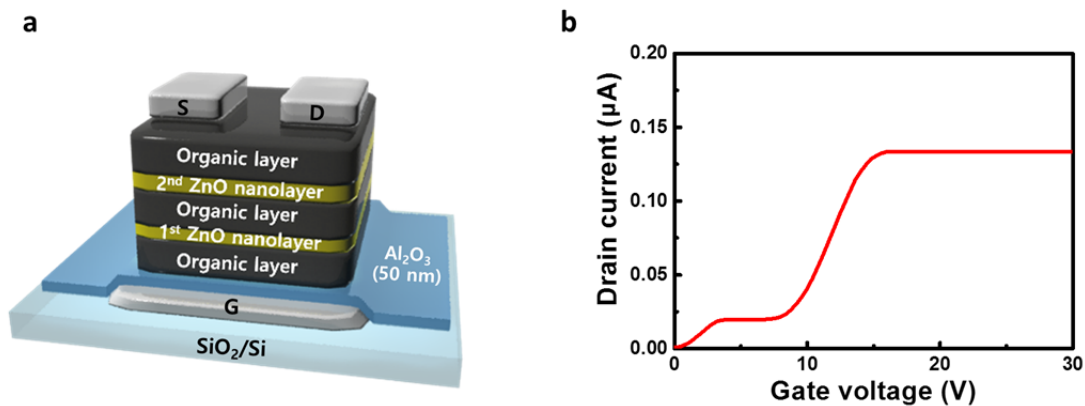 a
S
D
Organic layer
2nd ZnO nanolayer
Organic layer
1st ZnO nanolayer
Organic layer
Al2O3
(50 nm)
G
SiO2/Si
b
0.20
0.15
0.10
0.05
0.00
Drain current (μA)
0
10
20
30
Gate voltage (V)